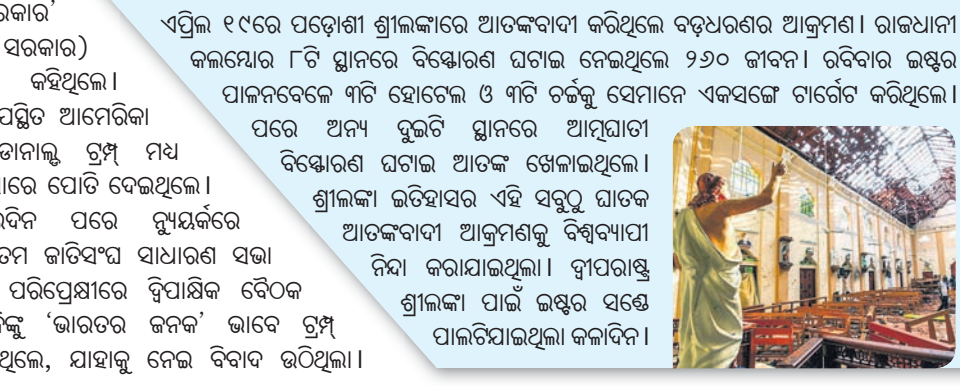 ରକାର’
ସରକାର)
କହିଥିଲେ।
ପସ୍ଥିତ ଆମେରିକା
ଡୋନାଲ୍ଡ ଟ୍ରମ୍ପ୍ ମଧ୍ୟ
ାରେ ପୋତି ଦେଇଥିଲେ।
ଦିନ ପରେ ନ୍ୟୁୟର୍କରେ
ତମ ଜାତିସଂଘ ସାଧାରଣ ସଭା
ପରିପ୍ରେକ୍ଷୀରେ ଦ୍ୱିପାକ୍ଷିକ ବୈଠକ
‘ଭାରତର ଜନକ’ ଭାବେ ଟ୍ରମ୍ପ୍
ଥିଲେ, ଯାହାକୁ ନେଇ ବିବାଦ ଉଠିଥିଲା।
ଏପ୍ରିଲ ୧୯ରେ ପଡ଼ୋଶୀ ଶ୍ରୀଲଙ୍କାରେ ଆତଙ୍କବାଦୀ କରିଥିଲେ ବଡ଼ଧରଣର ଆକ୍ରମଣ। ରାଜଧାନୀ
କଲମ୍ବୋର ୮ଟି ସ୍ଥାନରେ ବିସ୍ଫୋରଣ ଘଟାଇ ନେଇଥିଲେ ୨୬୦ ଜୀବନ। ରବିବାର ଇଷ୍ଟର
ପାଳନବେଳେ ୩ଟି ହୋଟେଲ ଓ ୩ଟି ଚର୍ଚ୍ଚକୁ ସେମାନେ ଏକସଙ୍ଗେ ଟାର୍ଗେଟ କରିଥିଲେ।
ପରେ ଅନ୍ୟ ଦୁଇଟି ସ୍ଥାନରେ ଆତ୍ମଘାତୀ
ବିସ୍ଫୋରଣ ଘଟାଇ ଆତଙ୍କ ଖେଳାଇଥିଲେ।
ଶ୍ରୀଲଙ୍କା ଇତିହାସର ଏହି ସବୁଠୁ ଘାତକ
ଆତଙ୍କବାଦୀ ଆକ୍ରମଣକୁ ବିଶ୍ୱବ୍ୟାପୀ
ନିନ୍ଦା କରାଯାଇଥିଲା। ଦ୍ୱୀପରାଷ୍ଟ୍ର
ଶ୍ରୀଲଙ୍କା ପାଇଁ ଇଷ୍ଟର ସଣ୍ଡେ
ପାଲଟିଯାଇଥିଲା କଳାଦିନ।